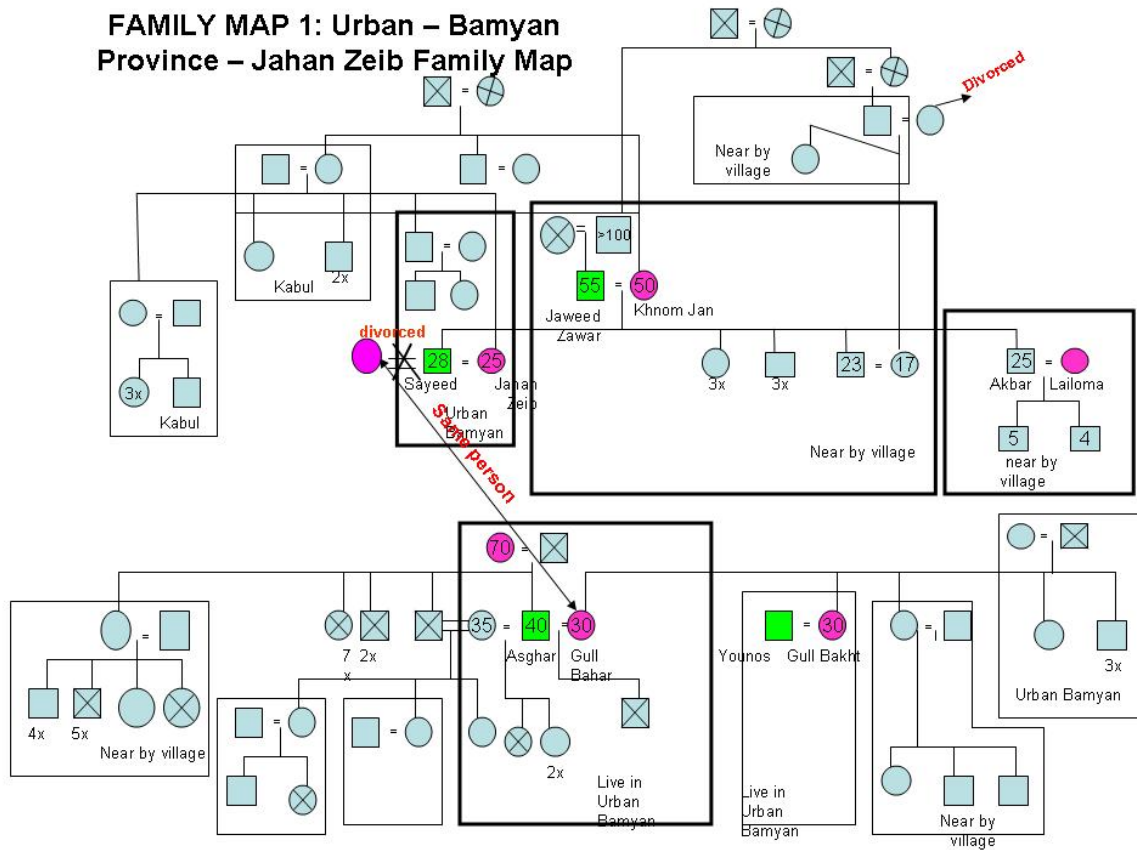 FAMILY MAP 1: Urban – Bamyan
Province – Jahan Zeib Family Map
=
=
=
Divorced
=
=
Near by
village
=
=
=
=
>100
Kabul
2x
55
=
50
Jaweed
Zawar
Khnom Jan
=
divorced
28
=
25
Sayeed
Jahan
Zeib
Urban
Bamyan
3x
3x
23
=
17
25
=
Akbar
Lailoma
3x
Kabul
Same person
Near by village
5
4
near by
village
70
=
=
=
7
x
2x
35
=
40
=
30
Asghar
Gull
Bahar
=
30
Younos
Gull Bakht
=
3x
Urban Bamyan
4x
5x
Near by village
=
=
2x
Live in
Urban
Bamyan
Live in
Urban
Bamyan
Near by
village